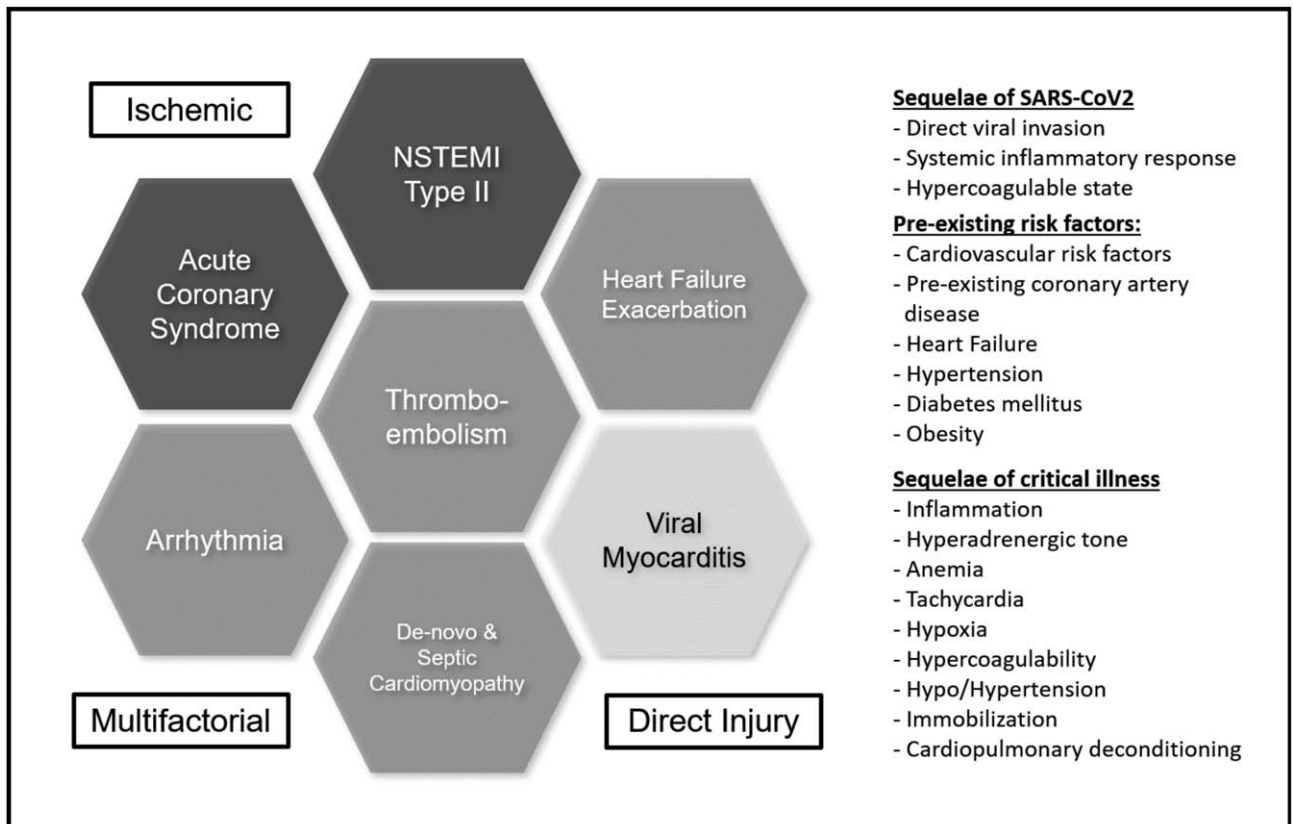 Ischemic
NSTEMI
Type II
Acute
Coronary
Syndrome
Heart Failure
Exacerbation
Thrombo-
embolism
Arrhythmia
Viral
Myocarditis
De-novo &
Septic
Cardiomyopathy
Multifactorial
Direct Injury
Sequelae of SARS-CoV2
- Direct viral invasion
- Systemic inflammatory response
- Hypercoagulable state
Pre-existing risk factors:
- Cardiovascular risk factors
- Pre-existing coronary artery
disease
- Heart Failure
- Hypertension
- Diabetes mellitus
- Obesity
Sequelae of critical illness
- Inflammation
- Hyperadrenergic tone
- Anemia
- Tachycardia
- Hypoxia
- Hypercoagulability
- Hypo/Hypertension
- Immobilization
- Cardiopulmonary deconditioning